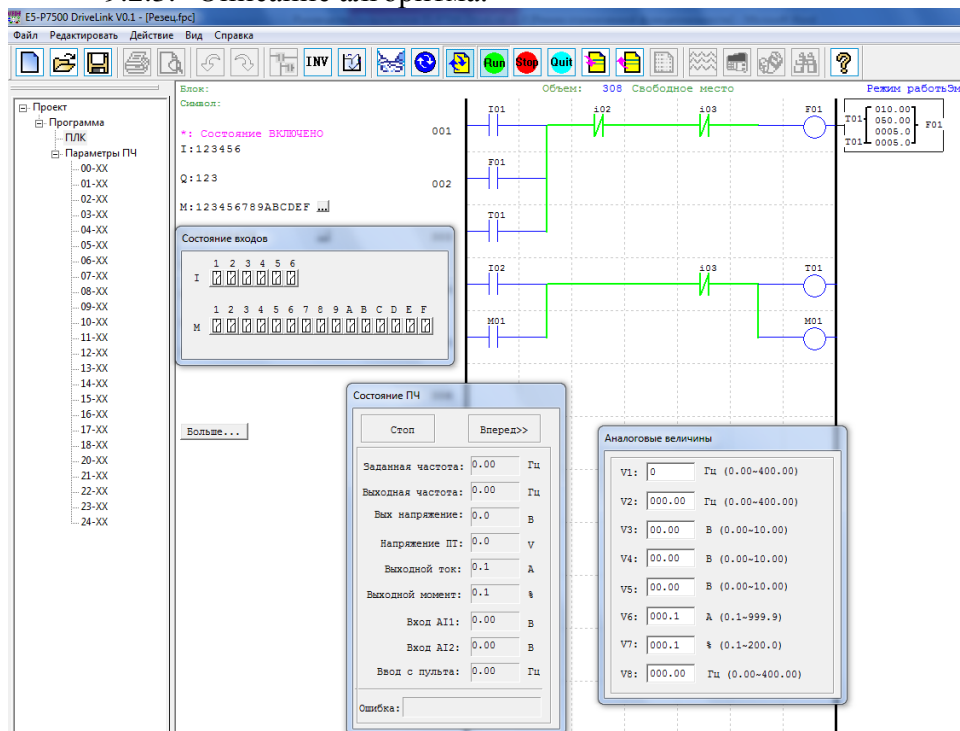 9.2.3. Описание алгоритма.
E5-P7500 DriveLink V0.1 - [Резец.fpc]
Файл Редактировать Действие Вид Справка
INV Run Stop Quit ?
Блок: Объем: 308 Свободное место Режим работыЭм
Символ:
*: Состояние ВКЛЮЧЕНО
I:123456
Q:123
M:123456789ABCDEF ...
Больше...
Проект
Программа
ПЛК
Параметры ПЧ
00-XX
01-XX
02-XX
03-XX
04-XX
05-XX
06-XX
07-XX
08-XX
09-XX
10-XX
11-XX
12-XX
13-XX
14-XX
15-XX
16-XX
17-XX
18-XX
20-XX
21-XX
22-XX
23-XX
24-XX
001 I01 i02 i03 F01
T01 010.00
050.00 F01
0005.0
T01 0005.0
002 F01
T01
I02 i03 T01
M01 M01
Состояние входов
1 2 3 4 5 6
I
1 2 3 4 5 6 7 8 9 A B C D E F
M
Состояние ПЧ
Стоп Вперед>>
Заданная частота: 0.00 Гц
Выходная частота: 0.00 Гц
Вых напряжение: 0.0 В
Напряжение ПТ: 0.0 V
Выходной ток: 0.1 А
Выходной момент: 0.1 %
Вход AI1: 0.00 В
Вход AI2: 0.00 В
Ввод с пульта: 0.00 Гц
Ошибка:
Аналоговые величины
V1: 0 Гц (0.00~400.00)
V2: 000.00 Гц (0.00~400.00)
V3: 00.00 В (0.00~10.00)
V4: 00.00 В (0.00~10.00)
V5: 00.00 В (0.00~10.00)
V6: 000.1 А (0.1~999.9)
V7: 000.1 % (0.1~200.0)
V8: 000.00 Гц (0.00~400.00)